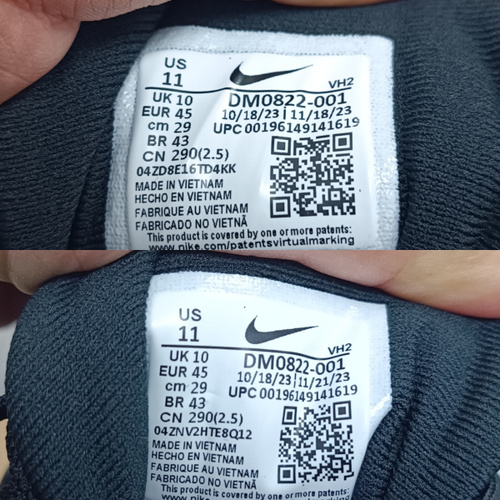 US
11
VH2
UK 10
DM0822-001
EUR 45
10/18/23|11/18/23
cm 29
UPC 00196149141619
BR 43
CN 290(2.5)
04ZD8E16TD4KK
MADE IN VIETNAM
HECHO EN VIETNAM
FABRIQUE AU VIETNAM
FABRICADO NO VIETNÃ
This product is covered by one or more patents:
www.nike.com/patentsvirtualmarking
US
11
VH2
UK 10
DM0822-001
EUR 45
10/18/23|11/21/23
cm 29
UPC 00196149141619
BR 43
CN 290(2.5)
04ZNV2HTE8Q12
MADE IN VIETNAM
HECHO EN VIETNAM
FABRIQUE AU VIETNAM
FABRICADO NO VIETNÃ
This product is covered by one or more patents: